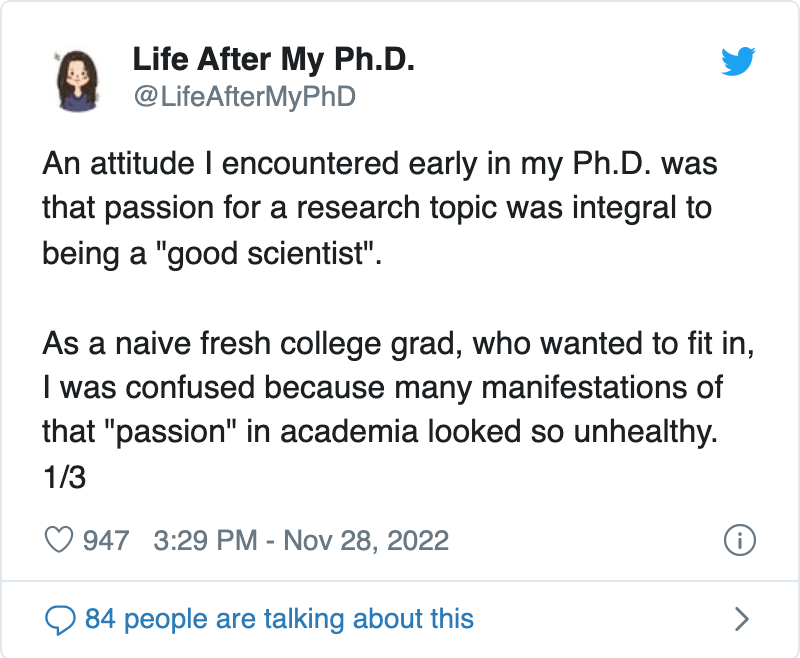 Life After My Ph.D.
@LifeAfterMyPhD
An attitude I encountered early in my Ph.D. was
that passion for a research topic was integral to
being a "good scientist".
As a naive fresh college grad, who wanted to fit in,
I was confused because many manifestations of
that "passion" in academia looked so unhealthy.
1/3
947 3:29 PM - Nov 28, 2022
84 people are talking about this